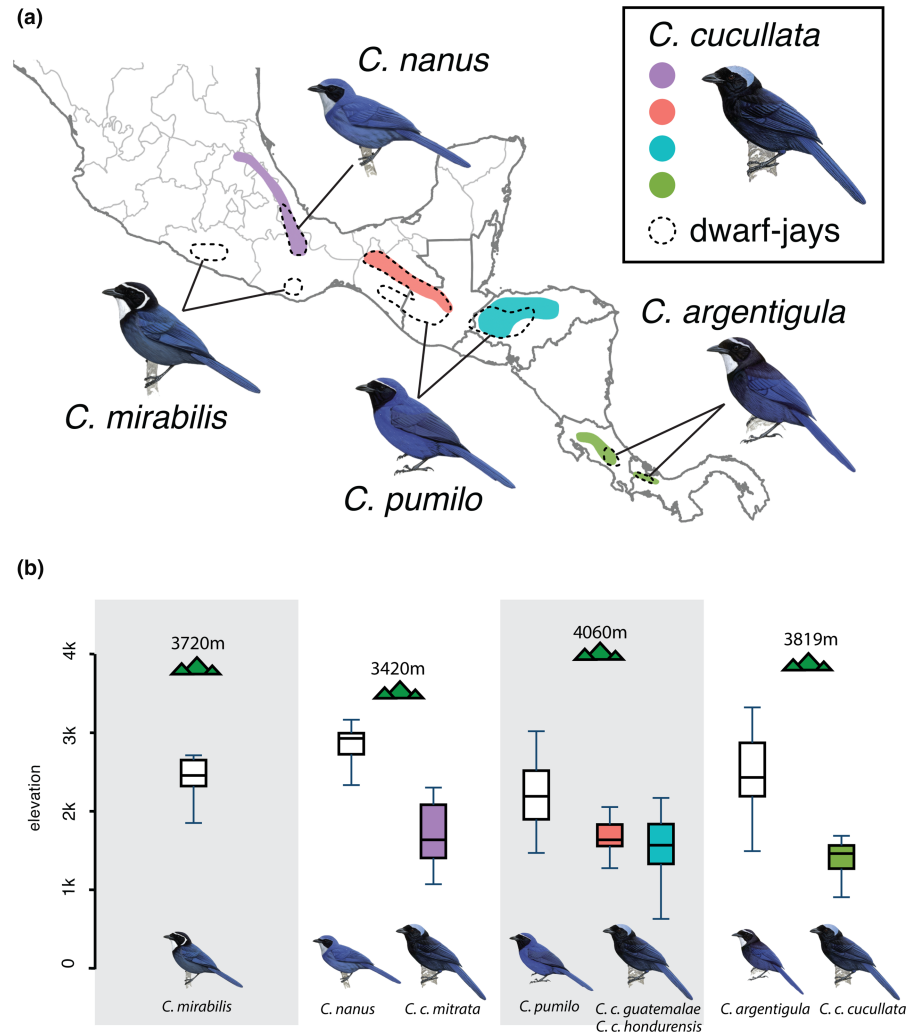 (a)
C. nanus
C. cucullata
dwarf-jays
C. argentigula
C. mirabilis
C. pumilo
(b)
elevation
4k
3k
2k
1k
0
3720m
3420m
4060m
3819m
C. mirabilis
C. nanus
C. c. mitrata
C. pumilo
C. c. guatemalae
C. c. hondurensis
C. argentigula
C. c. cucullata